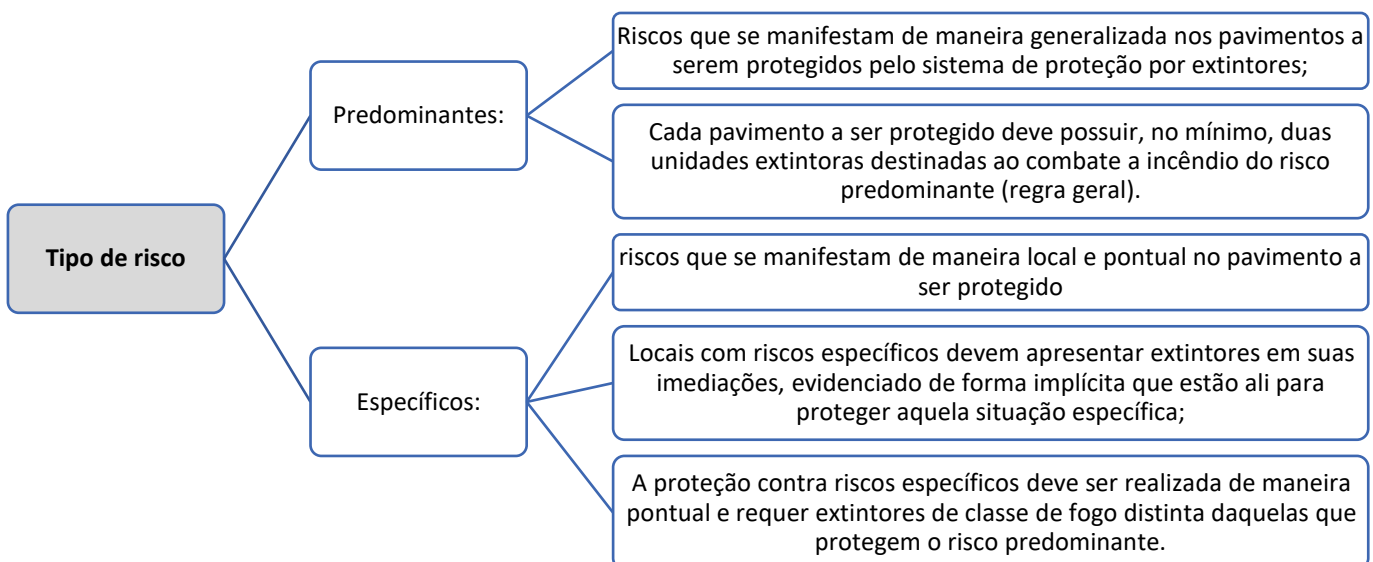 Tipo de risco
Predominantes:
Riscos que se manifestam de maneira generalizada nos pavimentos a
serem protegidos pelo sistema de proteção por extintores;
Cada pavimento a ser protegido deve possuir, no mínimo, duas
unidades extintoras destinadas ao combate a incêndio do risco
predominante (regra geral).
Específicos:
riscos que se manifestam de maneira local e pontual no pavimento a
ser protegido
Locais com riscos específicos devem apresentar extintores em suas
imediações, evidenciado de forma implícita que estão ali para
proteger aquela situação específica;
A proteção contra riscos específicos deve ser realizada de maneira
pontual e requer extintores de classe de fogo distinta daquelas que
protegem o risco predominante.